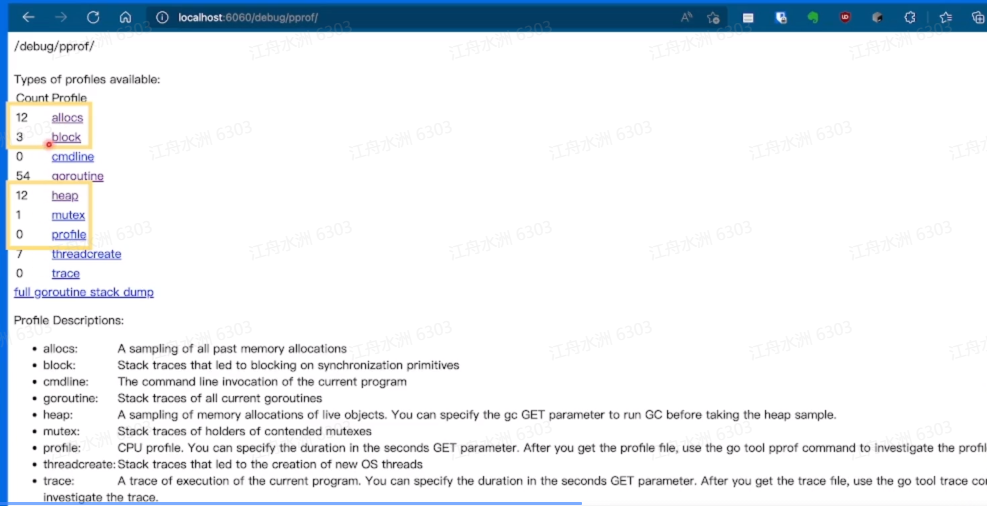 localhost:6060/debug/pprof/
/debug/pprof/
Types of profiles available:
Count Profile
12 allocs
3 block
0 cmdline
54 goroutine
12 heap
1 mutex
0 profile
7 threadcreate
0 trace
full goroutine stack dump
Profile Descriptions:
• allocs: A sampling of all past memory allocations
• block: Stack traces that led to blocking on synchronization primitives
• cmdline: The command line invocation of the current program
• goroutine: Stack traces of all current goroutines
• heap: A sampling of memory allocations of live objects. You can specify the gc GET parameter to run GC before taking the heap sample.
• mutex: Stack traces of holders of contended mutexes
• profile: CPU profile. You can specify the duration in the seconds GET parameter. After you get the profile file, use the go tool pprof command to investigate the profil
• threadcreate: Stack traces that led to the creation of new OS threads
• trace: A trace of execution of the current program. You can specify the duration in the seconds GET parameter. After you get the trace file, use the go tool trace co
investigate the trace.
江舟水洲 6303